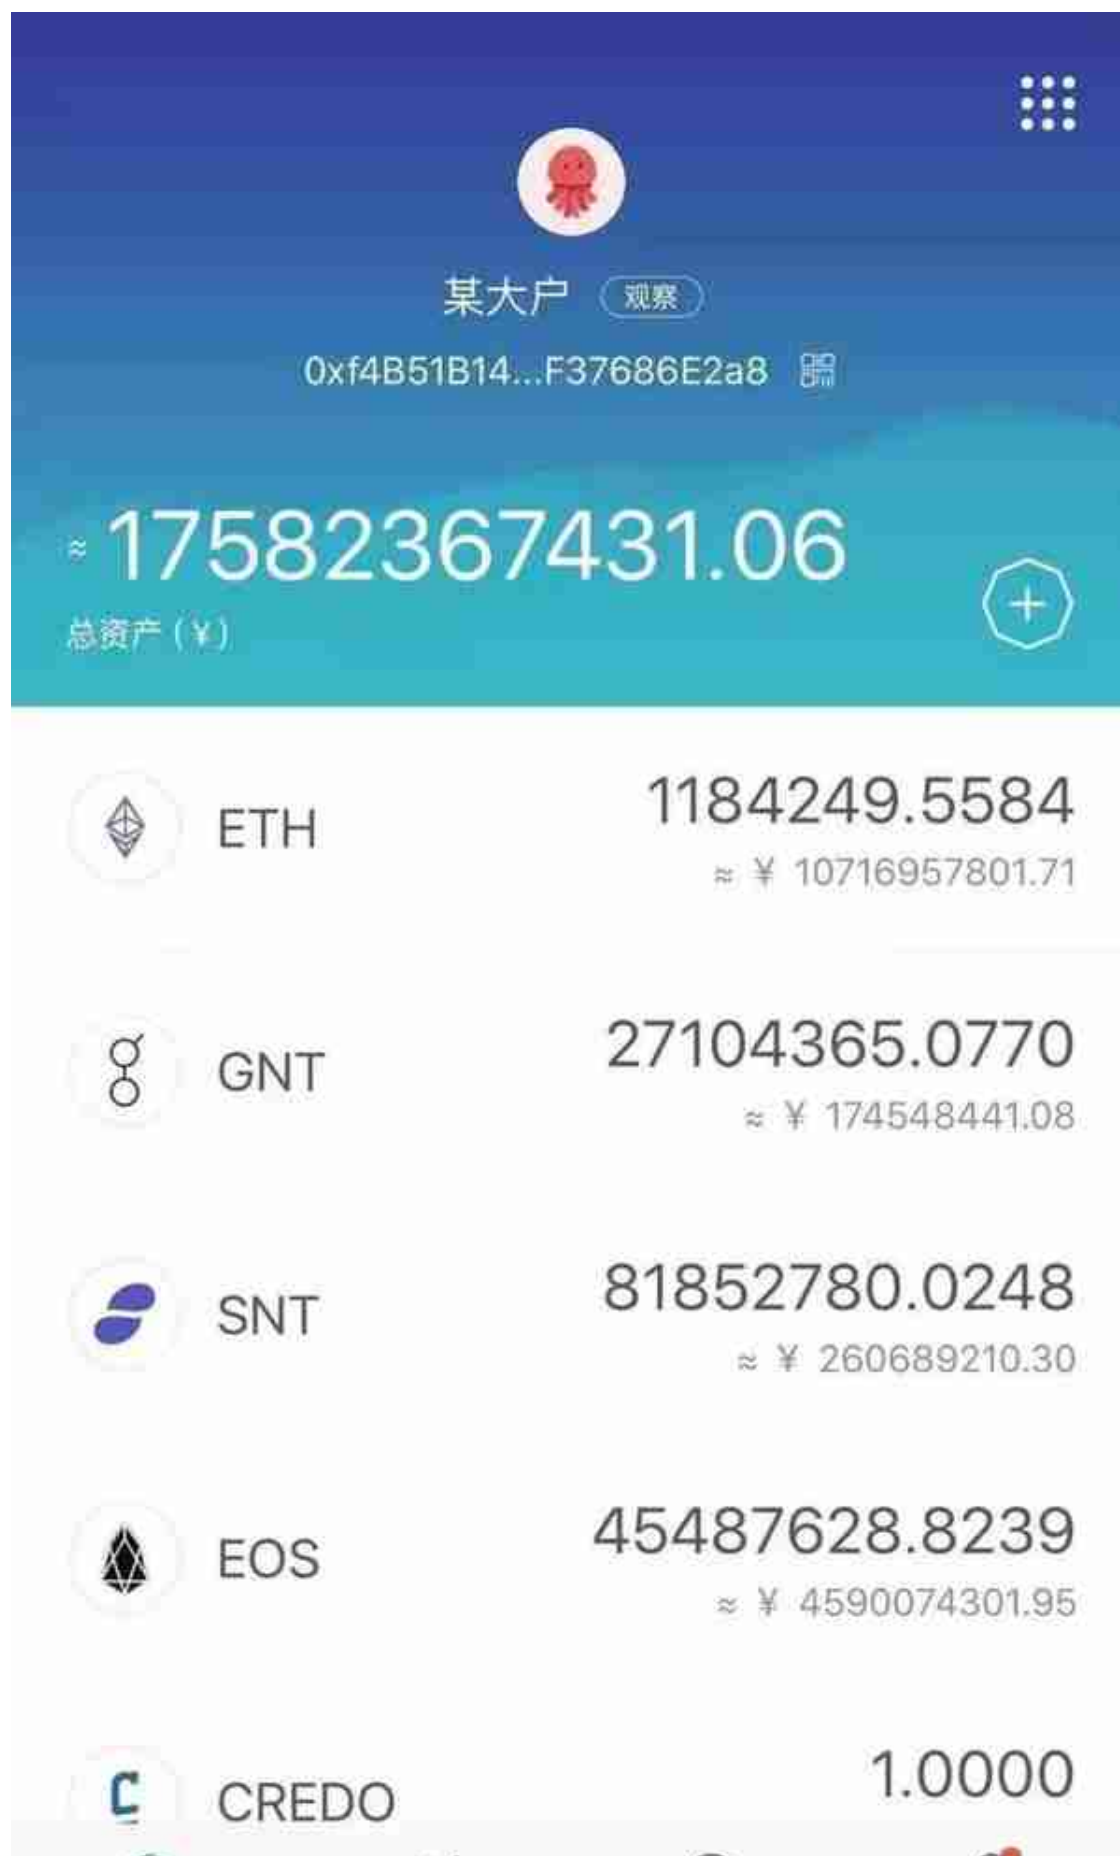 某大户 观察
0xf4B51B14...F37686E2a8
≈ 17582367431.06
总资产 (¥)
ETH 1184249.5584
≈ ¥ 10716957801.71
GNT 27104365.0770
≈ ¥ 174548441.08
SNT 81852780.0248
≈ ¥ 260689210.30
EOS 45487628.8239
≈ ¥ 4590074301.95
CREDO 1.0000